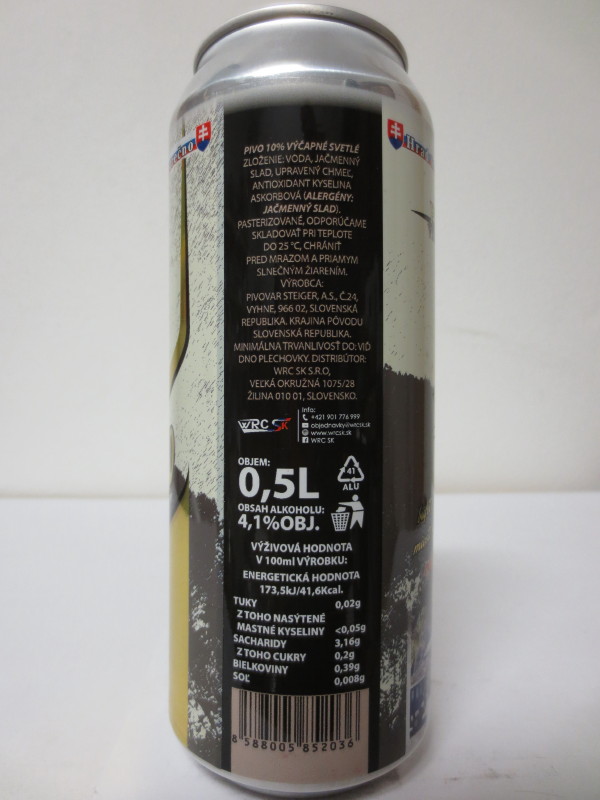 PIVO 10% VÝČAPNÉ SVETLÉ
ZLOŽENIE: VODA, JAČMENNÝ
SLAD, UPRAVENÝ CHMEĽ,
ANTIOXIDANT KYSELINA
ASKORBOVÁ (ALERGÉNY:
JAČMENNÝ SLAD).
PASTERIZOVANÉ, ODPORÚČAME
SKLADOVAŤ PRI TEPLOTE
DO 25 °C, CHRÁNIŤ
PRED MRAZOM A PRIAMYM
SLNEČNÝM ŽIARENÍM.
VÝROBCA:
PIVOVAR STEIGER, A.S., Č.24,
VYHNE, 966 02, SLOVENSKÁ
REPUBLIKA. KRAJINA PÔVODU
SLOVENSKÁ REPUBLIKA.
MINIMÁLNA TRVANLIVOSŤ DO: VIĎ
DNO PLECHOVKY. DISTRIBÚTOR:
WRC SK S.R.O,
VEĽKÁ OKRUŽNÁ 1075/28
ŽILINA 010 01, SLOVENSKO.
WRC SK
Info:
+421 901 776 999
objednavky@wrcsk.sk
www.wrcsk.sk
WRC SK
OBJEM:
0,5L
41
ALU
OBSAH ALKOHOLU:
4,1%OBJ.
VÝŽIVOVÁ HODNOTA
V 100ml VÝROBKU:
ENERGETICKÁ HODNOTA
173,5kJ/41,6Kcal.
TUKY 0,02g
Z TOHO NASÝTENÉ
MASTNÉ KYSELINY <0,05g
SACHARIDY 3,16g
Z TOHO CUKRY 0,2g
BIELKOVINY 0,39g
SOĽ 0,008g
8 588005 852036